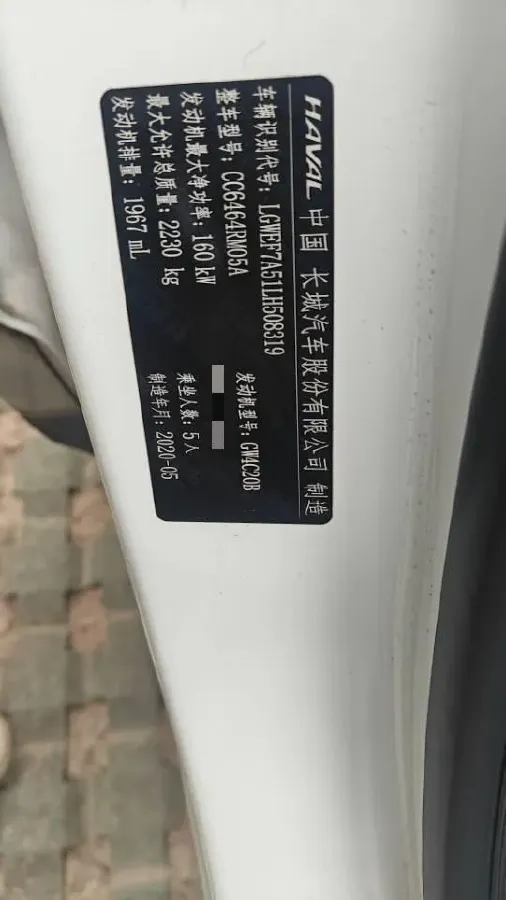 HAVAL 中国 长城汽车股份有限公司 制造
车辆识别代号: LGWEF7A51LH508319
整车型号: CC6464RM05A 发动机型号: GW4C20B
发动机最大净功率: 160 kW
最大允许总质量: 2230 kg 乘坐人数: 5人
发动机排量: 1967 mL 制造年月: 2020-05